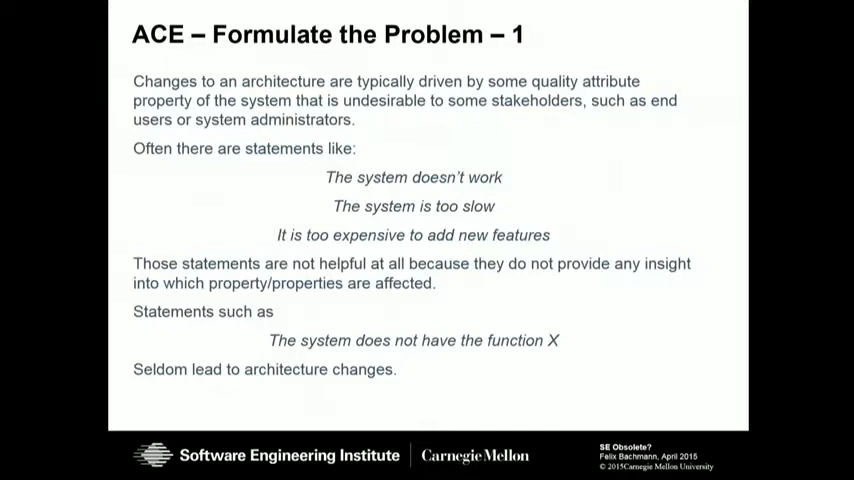 ACE – Formulate the Problem – 1
Changes to an architecture are typically driven by some quality attribute
property of the system that is undesirable to some stakeholders, such as end
users or system administrators.
Often there are statements like:
The system doesn't work
The system is too slow
It is too expensive to add new features
Those statements are not helpful at all because they do not provide any insight
into which property/properties are affected.
Statements such as
The system does not have the function X
Seldom lead to architecture changes.
Software Engineering Institute
Carnegie Mellon
SE Obsolete?
Felix Bachmann, April 2015
© 2015Carnegie Mellon University